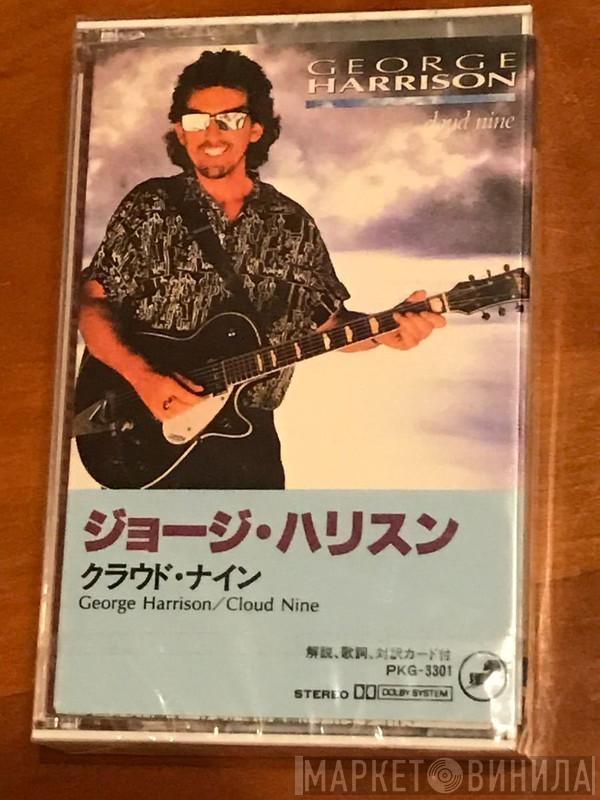 GEORGE
HARRISON
cloud nine
ジョージ・ハリスン
クラウド・ナイン
George Harrison/Cloud Nine
解説、歌詞、対訳カード付
PKG-3301
STEREO DOLBY SYSTEM
МАРКЕТ ВИНИЛА